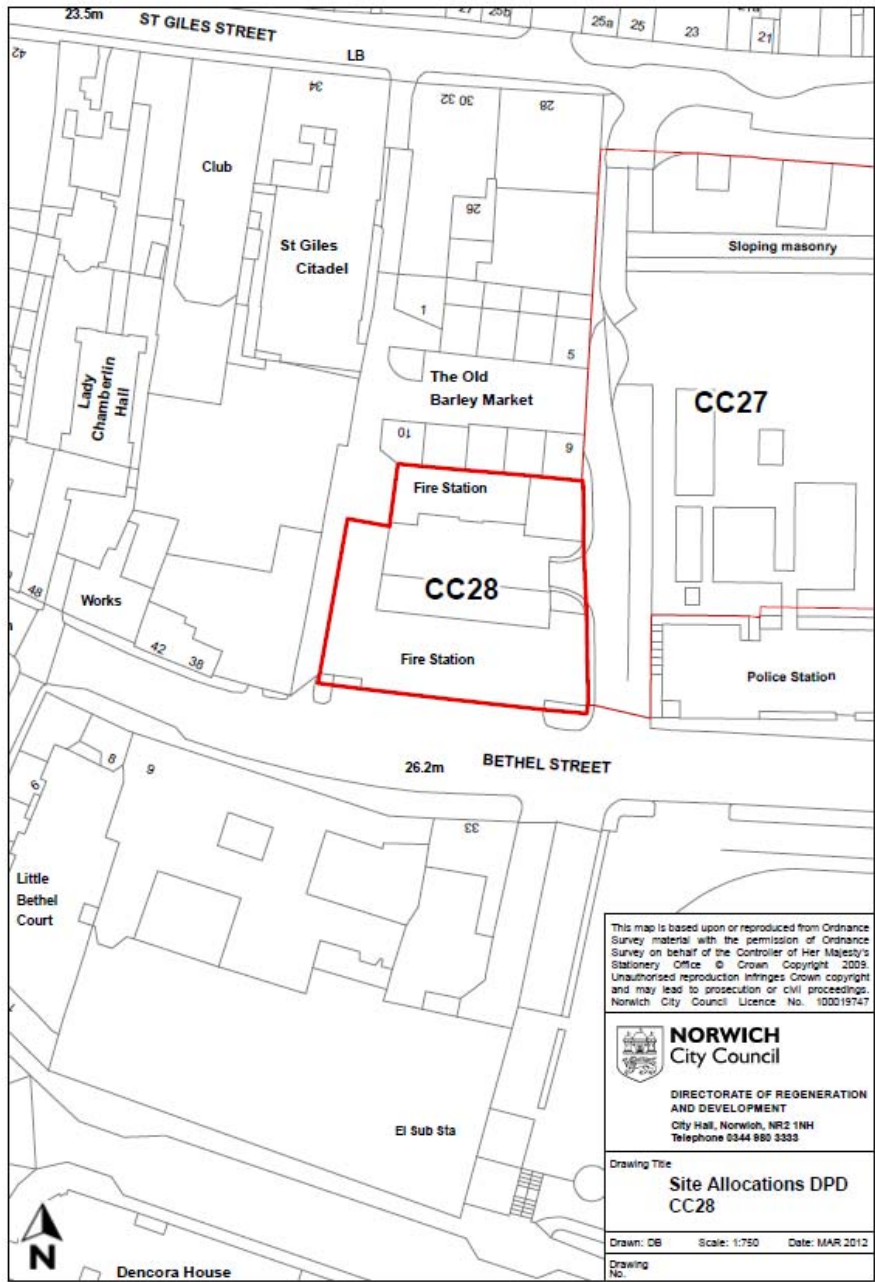 23.5m
ST GILES STREET
LB
27
25b
25a
25
23
21a
21
42
34
30 32
28
Club
26
St Giles
Citadel
Sloping masonry
1
5
Lady
Chamberlin
Hall
The Old
Barley Market
CC27
10
6
Fire Station
CC28
48
Works
42
38
Fire Station
Police Station
26.2m
BETHEL STREET
8
9
6
33
Little
Bethel
Court
El Sub Sta
N
Dencora House
This map is based upon or reproduced from Ordnance
Survey material with the permission of Ordnance
Survey on behalf of the Controller of Her Majesty's
Stationery Office © Crown Copyright 2009.
Unauthorised reproduction infringes Crown copyright
and may lead to prosecution or civil proceedings.
Norwich City Council Licence No. 100019747
NORWICH
City Council
DIRECTORATE OF REGENERATION
AND DEVELOPMENT
City Hall, Norwich, NR2 1NH
Telephone 0344 980 3333
Drawing Title
Site Allocations DPD
CC28
Drawn: DB Scale: 1:750 Date: MAR 2012
Drawing
No.